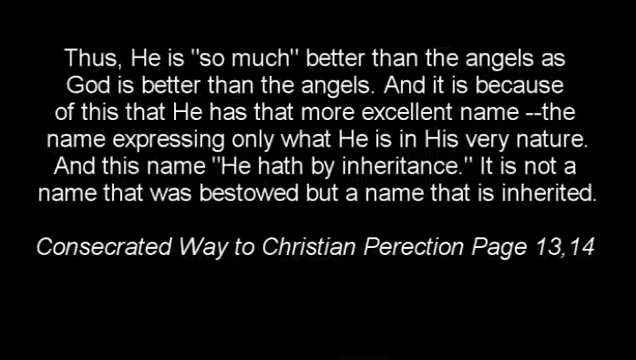 Thus, He is "so much" better than the angels as
God is better than the angels. And it is because
of this that He has that more excellent name --the
name expressing only what He is in His very nature.
And this name "He hath by inheritance." It is not a
name that was bestowed but a name that is inherited.
Consecrated Way to Christian Perection Page 13,14